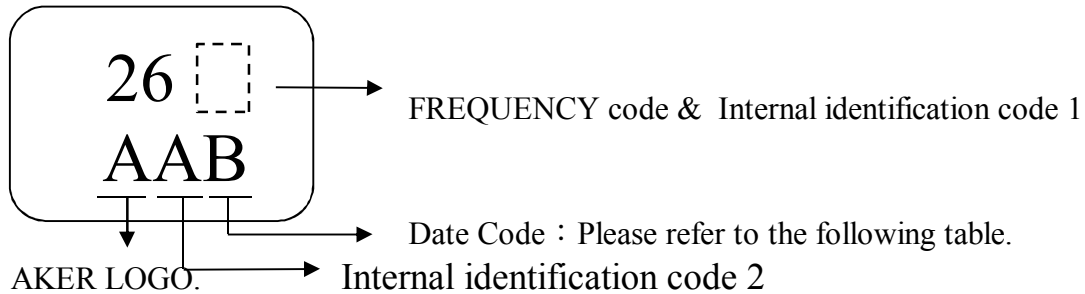 26
FREQUENCY code & Internal identification code 1
AAB
Date Code：Please refer to the following table.
AKER LOGO.
Internal identification code 2